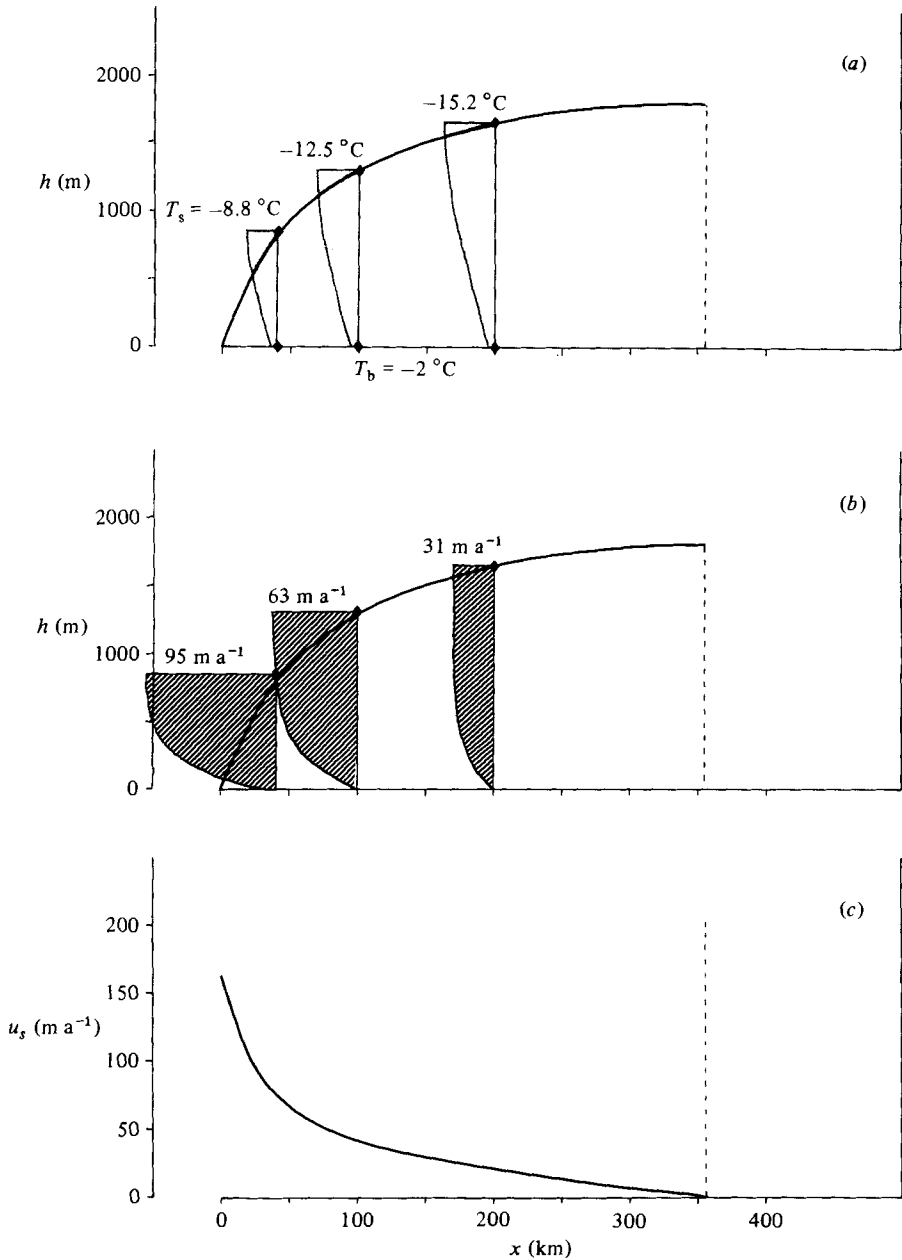 (a)
2000
−15.2 °C
−12.5 °C
h (m)
T_s = −8.8 °C
1000
0
T_b = −2 °C
(b)
2000
31 m a⁻¹
63 m a⁻¹
h (m)
95 m a⁻¹
1000
0
(c)
200
150
u_s (m a⁻¹)
100
50
0
0 100 200 300 400
x (km)